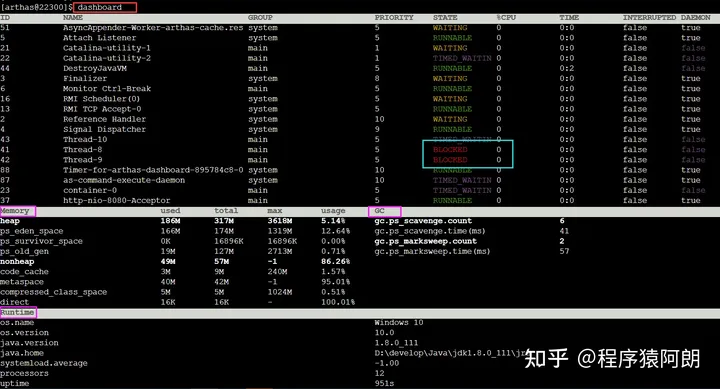 [arthas@22300]$ dashboard
ID NAME GROUP PRIORITY STATE %CPU TIME INTERRUPTED DAEMON
51 AsyncAppender-Worker-arthas-cache.res system 5 WAITING 0 0:0 false true
5 Attach Listener system 5 RUNNABLE 0 0:0 false true
21 Catalina-utility-1 main 1 WAITING 0 0:0 false false
22 Catalina-utility-2 main 1 TIMED_WAITIN 0 0:0 false false
44 DestroyJavaVM main 5 RUNNABLE 0 0:2 false false
3 Finalizer system 8 WAITING 0 0:0 false true
6 Monitor Ctrl-Break main 5 RUNNABLE 0 0:0 false true
16 RMI Scheduler(0) system 5 WAITING 0 0:0 false true
13 RMI TCP Accept-0 system 5 RUNNABLE 0 0:0 false true
2 Reference Handler system 10 WAITING 0 0:0 false true
4 Signal Dispatcher system 9 RUNNABLE 0 0:0 false true
43 Thread-10 main 5 TIMED_WAITIN 0 0:0 false false
41 Thread-8 main 5 BLOCKED 0 0:0 false false
42 Thread-9 main 5 BLOCKED 0 0:0 false false
88 Timer-for-arthas-dashboard-895784c8-0 system 10 RUNNABLE 0 0:0 false true
87 as-command-execute-daemon system 10 TIMED_WAITIN 0 0:0 false true
23 container-0 main 5 TIMED_WAITIN 0 0:0 false false
37 http-nio-8080-Acceptor main 5 RUNNABLE 0 0:0 false true
Memory used total max usage GC
heap 186M 317M 3618M 5.14% gc.ps_scavenge.count 6
ps_eden_space 166M 174M 1319M 12.64% gc.ps_scavenge.time(ms) 41
ps_survivor_space 0K 16896K 16896K 0.00% gc.ps_marksweep.count 2
ps_old_gen 19M 127M 2713M 0.71% gc.ps_marksweep.time(ms) 57
nonheap 49M 57M -1 86.26%
code_cache 3M 9M 240M 1.57%
metaspace 40M 42M -1 95.01%
compressed_class_space 5M 5M 1024M 0.51%
direct 16K 16K - 100.01%
Runtime
os.name Windows 10
os.version 10.0
java.version 1.8.0_111
java.home D:\develop\Java\jdk1.8.0_111\jr
systemload.average -1.00
processors 12
uptime 951s
知乎 @程序猿阿朗